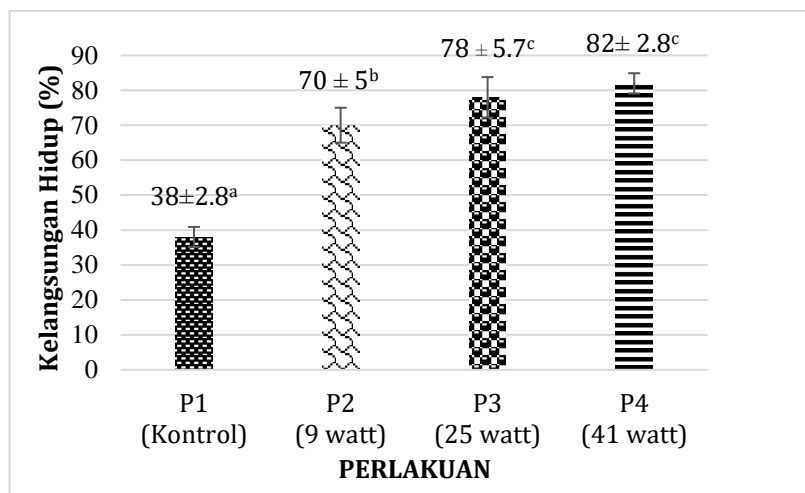 Kelangsungan Hidup (%)
90
80
70
60
50
40
30
20
10
0
38±2.8ᵃ
70 ± 5ᵇ
78 ± 5.7ᶜ
82± 2.8ᶜ
P1 P2 P3 P4
(Kontrol) (9 watt) (25 watt) (41 watt)
PERLAKUAN